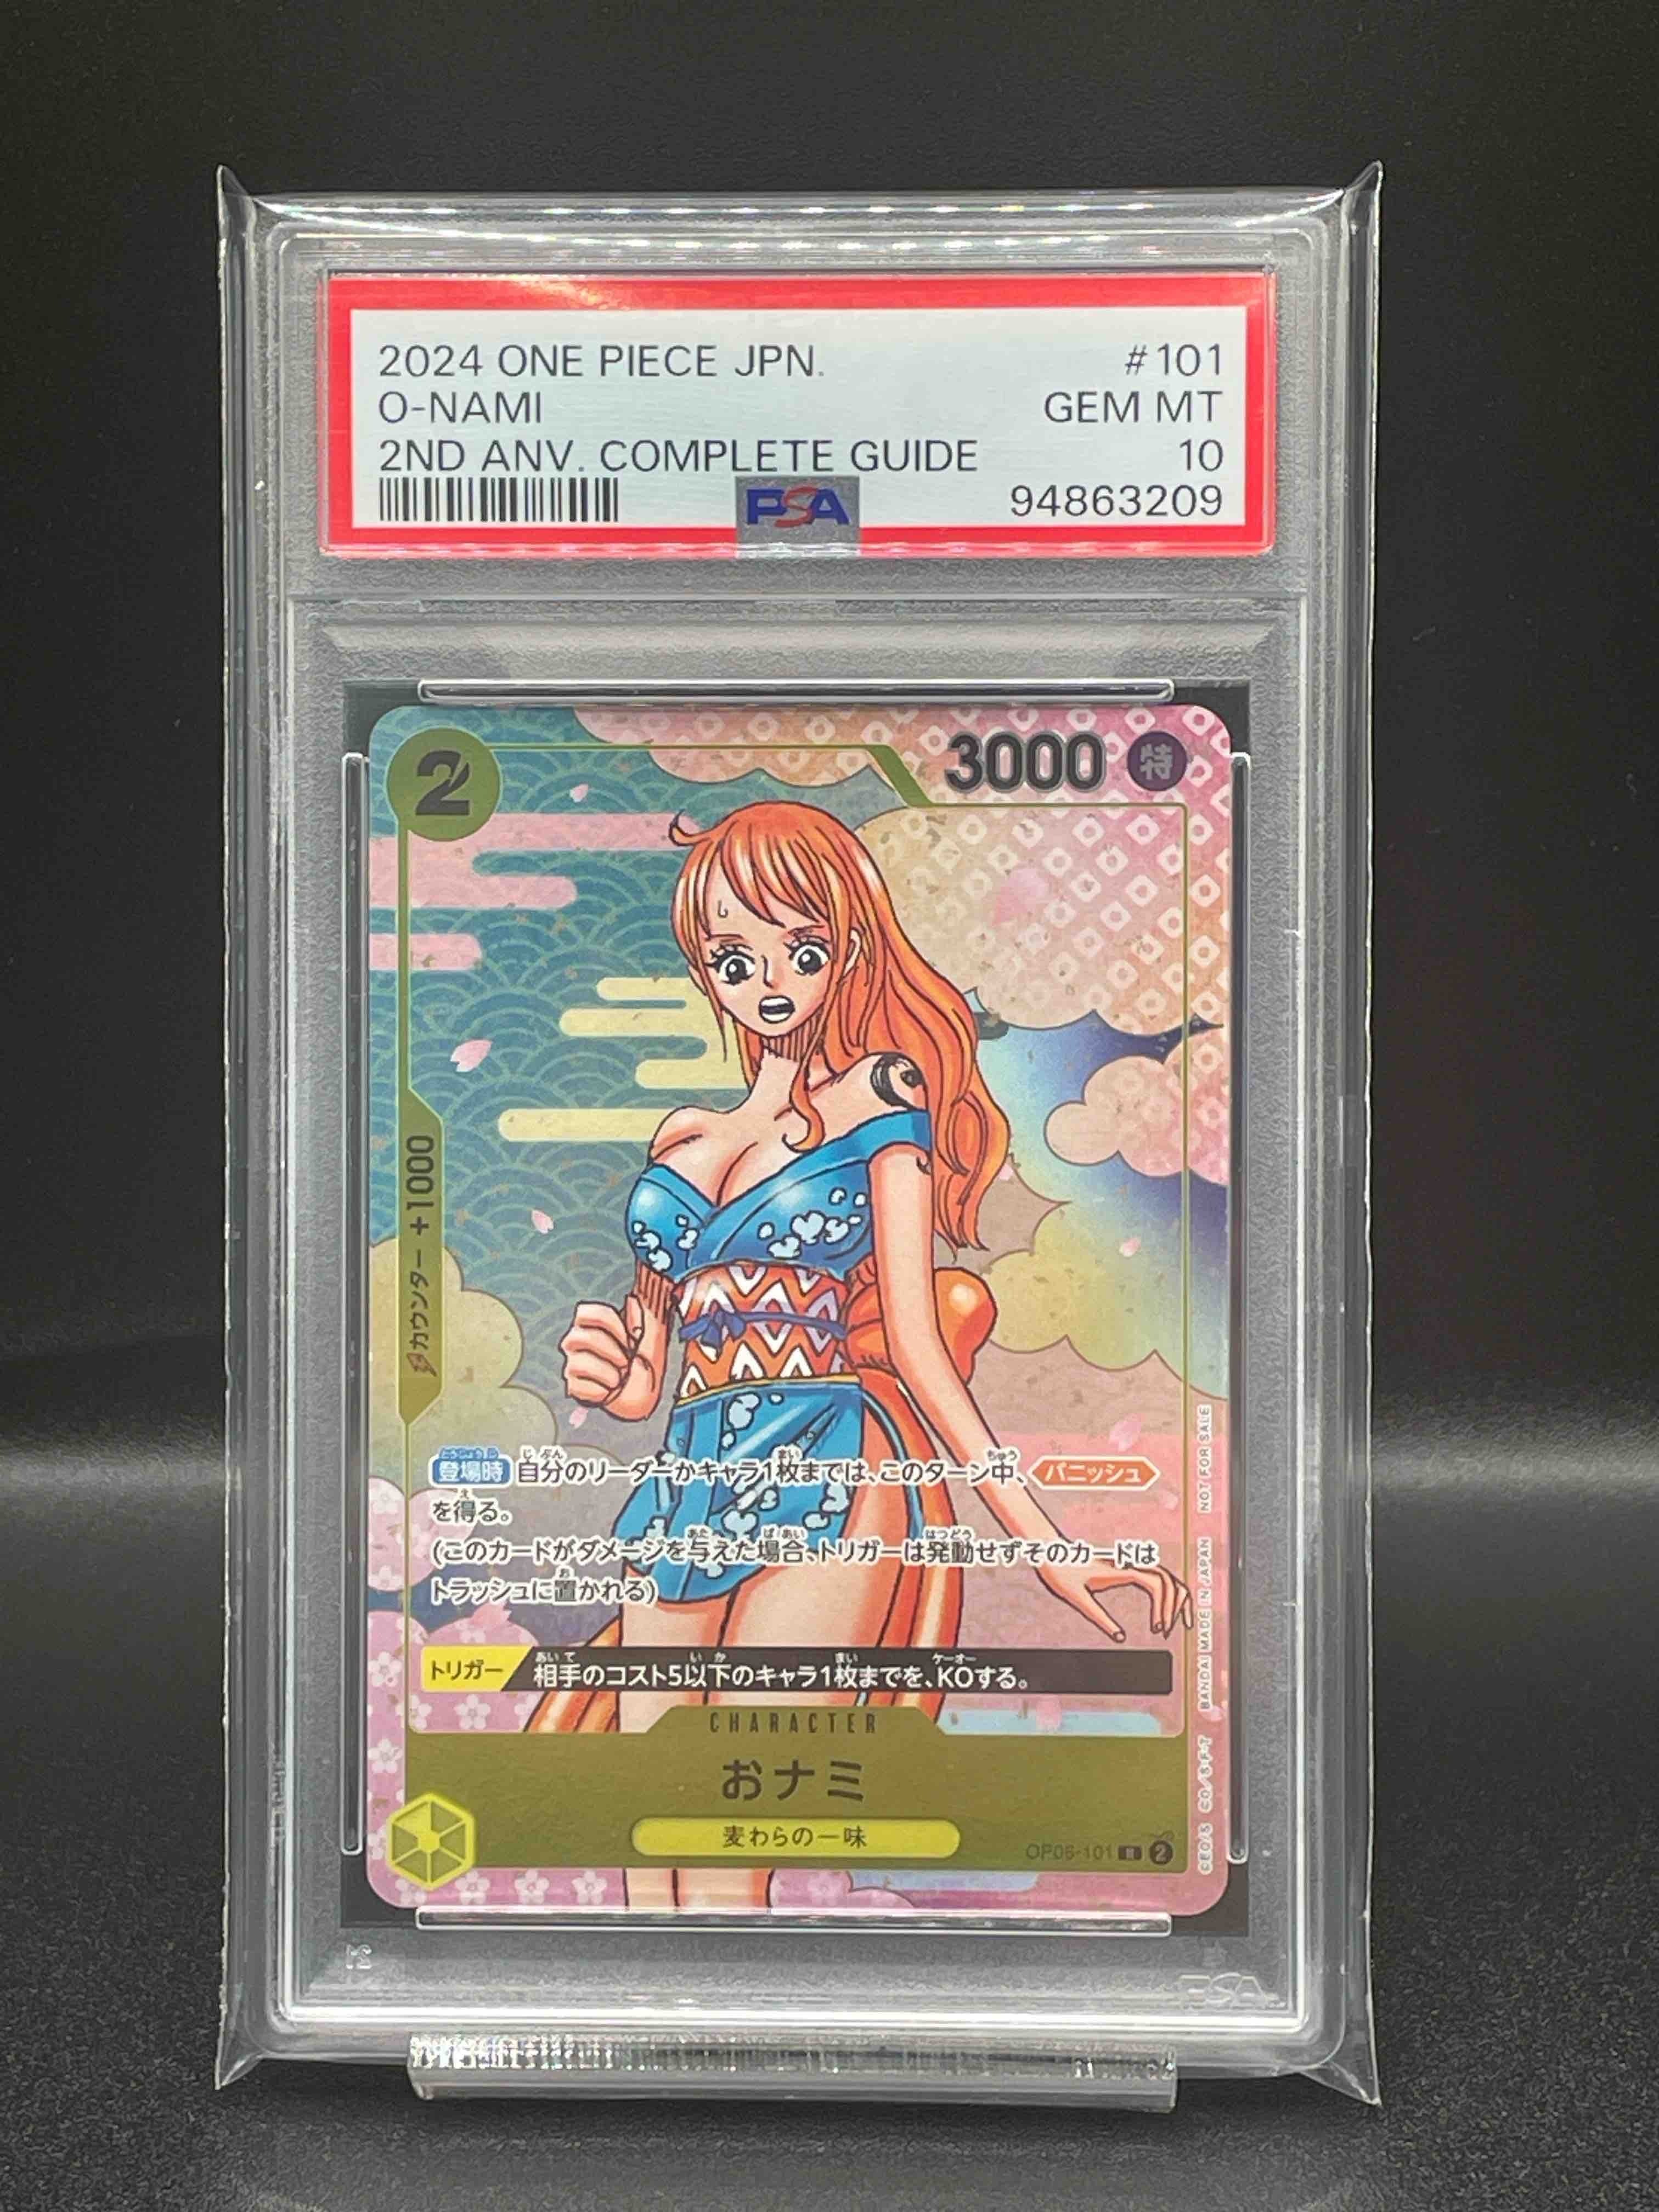 2024 ONE PIECE JPN. #101
O-NAMI GEM MT
2ND ANV. COMPLETE GUIDE 10
PSA 94863209
2 3000 特
カウンター +1000
登場時 自分のリーダーかキャラ1枚までは、このターン中、バニッシュ
を得る。
(このカードがダメージを与えた場合、トリガーは発動せずそのカードは
トラッシュに置かれる)
トリガー 相手のコスト5以下のキャラ1枚までを、KOする。
CHARACTER
おナミ
麦わらの一味
OP06-101 R 2
©E.O/S. ©O./S.F.T BANDAI MADE IN JAPAN NOT FOR SALE
PSA